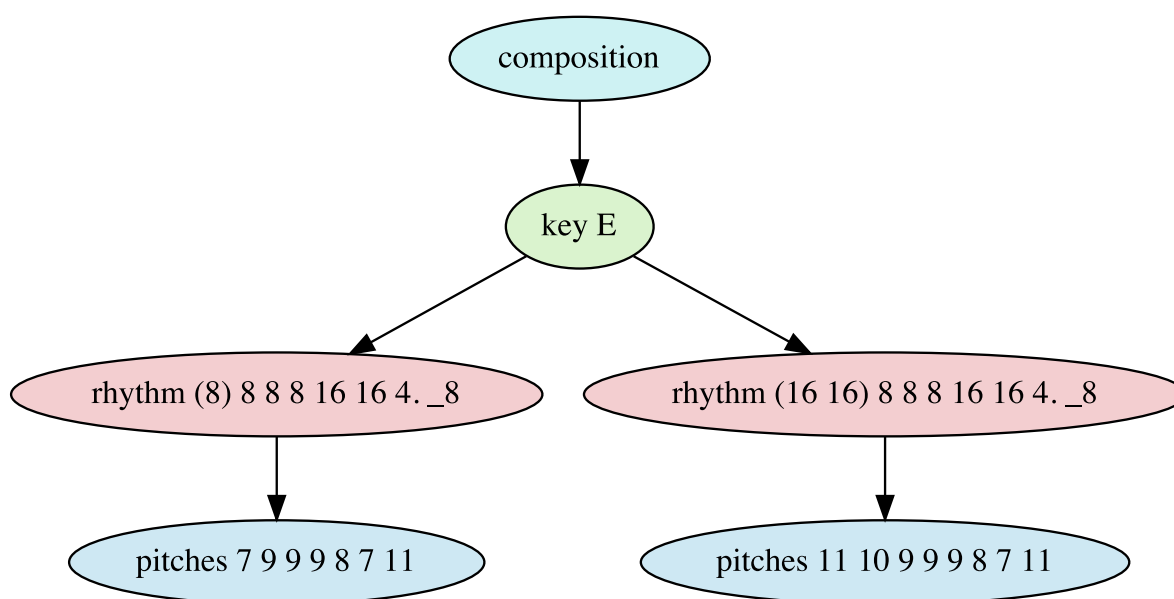 composition
key E
rhythm (8) 8 8 8 16 16 4. _8
rhythm (16 16) 8 8 8 16 16 4. _8
pitches 7 9 9 9 8 7 11
pitches 11 10 9 9 9 8 7 11